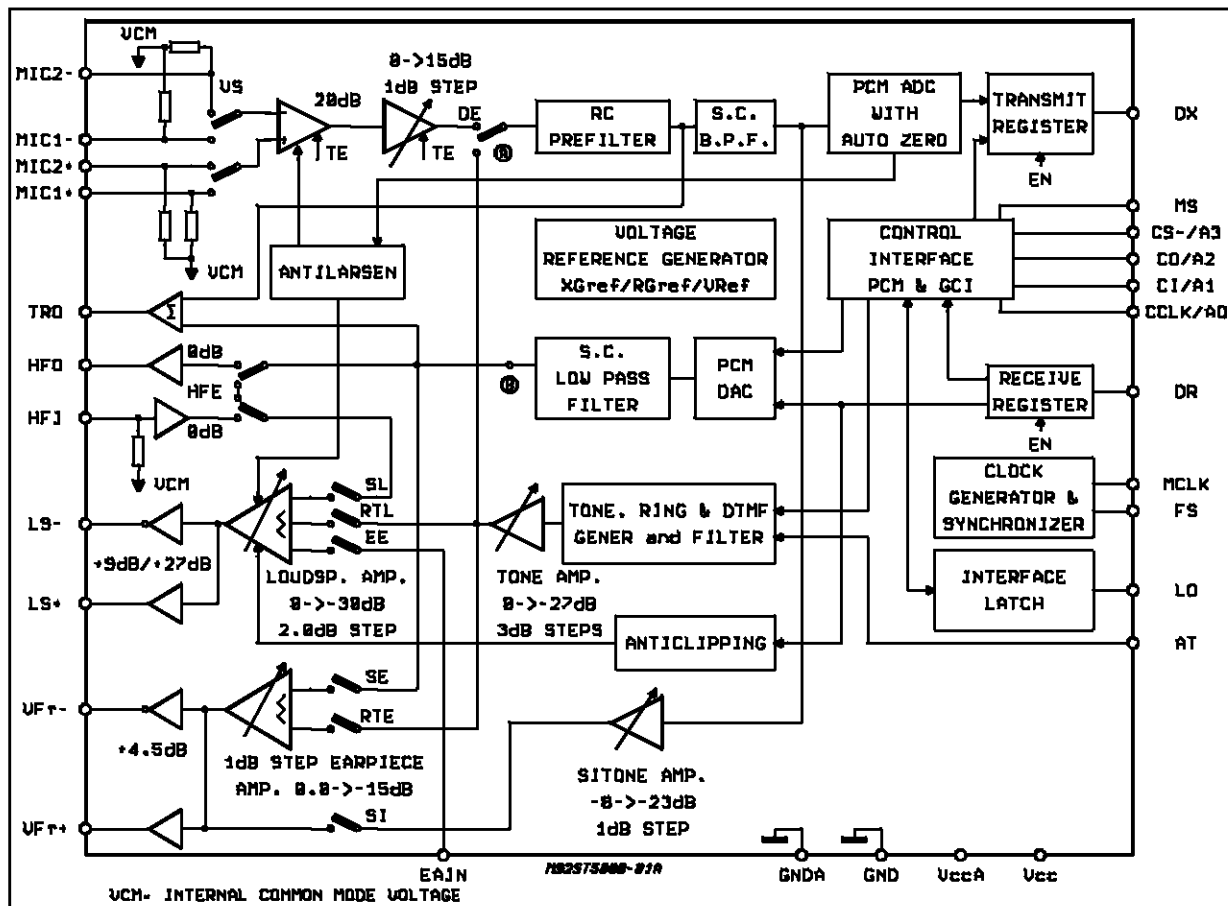 VCM
MIC2-
VS
MIC1-
MIC2+
MIC1+
VCM
20dB
TE
0->15dB
1dB STEP
TE
DE
A
RC
PREFILTER
S.C.
B.P.F.
PCM ADC
WITH
AUTO ZERO
TRANSMIT
REGISTER
EN
DX
MS
CS-/A3
CO/A2
CI/A1
CCLK/A0
ANTILARSEN
VOLTAGE
REFERENCE GENERATOR
XGref/RGref/VRef
CONTROL
INTERFACE
PCM & GCI
TRO
Σ
HFO
0dB
HFE
HFI
0dB
VCM
B
S.C.
LOW PASS
FILTER
PCM
DAC
RECEIVE
REGISTER
EN
DR
LS-
+9dB/+27dB
LS+
SL
RTL
EE
LOUDSP. AMP.
0->-30dB
2.0dB STEP
TONE AMP.
0->-27dB
3dB STEPS
TONE, RING & DTMF
GENER and FILTER
CLOCK
GENERATOR &
SYNCHRONIZER
MCLK
FS
INTERFACE
LATCH
LO
AT
ANTICLIPPING
VFr-
+4.5dB
VFr+
SE
RTE
1dB STEP EARPIECE
AMP. 0.0->-15dB
SI
SITONE AMP.
-8->-23dB
1dB STEP
EAIN
GNDA
GND
VccA
Vcc
VCM= INTERNAL COMMON MODE VOLTAGE